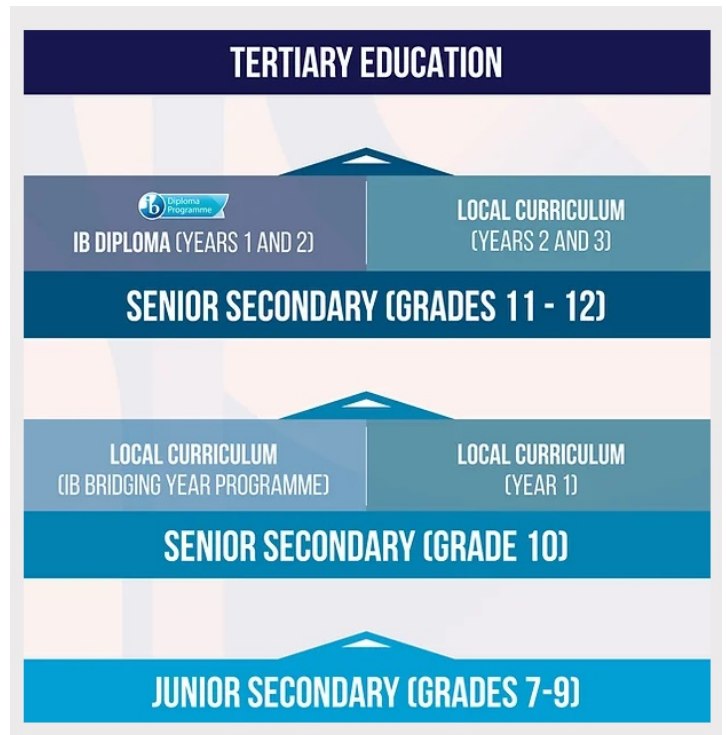 TERTIARY EDUCATION
ib Diploma
Programme
IB DIPLOMA (YEARS 1 AND 2)
LOCAL CURRICULUM
(YEARS 2 AND 3)
SENIOR SECONDARY (GRADES 11 - 12)
LOCAL CURRICULUM
(IB BRIDGING YEAR PROGRAMME)
LOCAL CURRICULUM
(YEAR 1)
SENIOR SECONDARY (GRADE 10)
JUNIOR SECONDARY (GRADES 7-9)